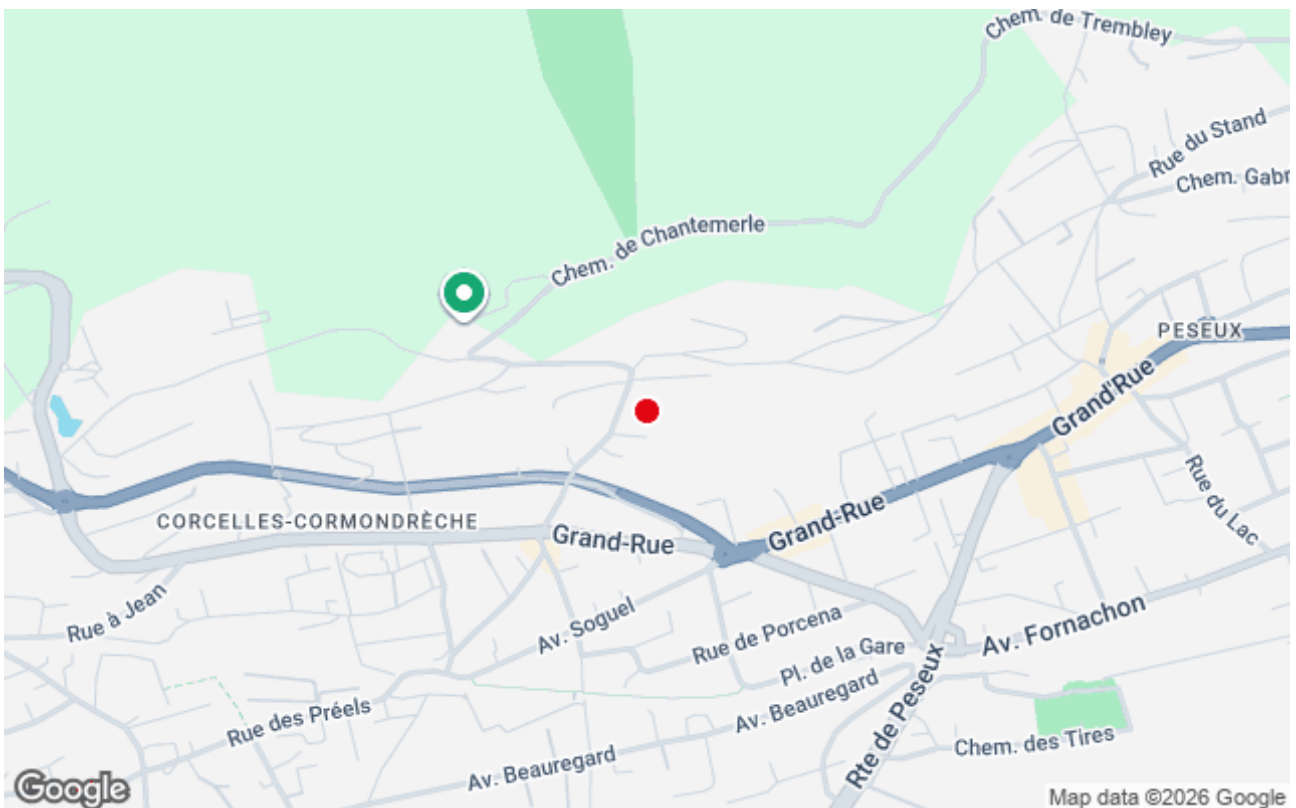 Chem. de Trembley
Rue du Stand
Chem. Gabr
Chem. de Chantemerle
PESEUX
Grand'Rue
Rue du Lac
CORCELLES-CORMONDRÈCHE
Grand-Rue
Grand-Rue
Rue à Jean
Av. Soguel
Rue de Porcena
Av. Fornachon
Pl. de la Gare
Rue des Préels
Av. Beauregard
Rte de Peseux
Chem. des Tires
Av. Beauregard
Google
Map data ©2026 Google